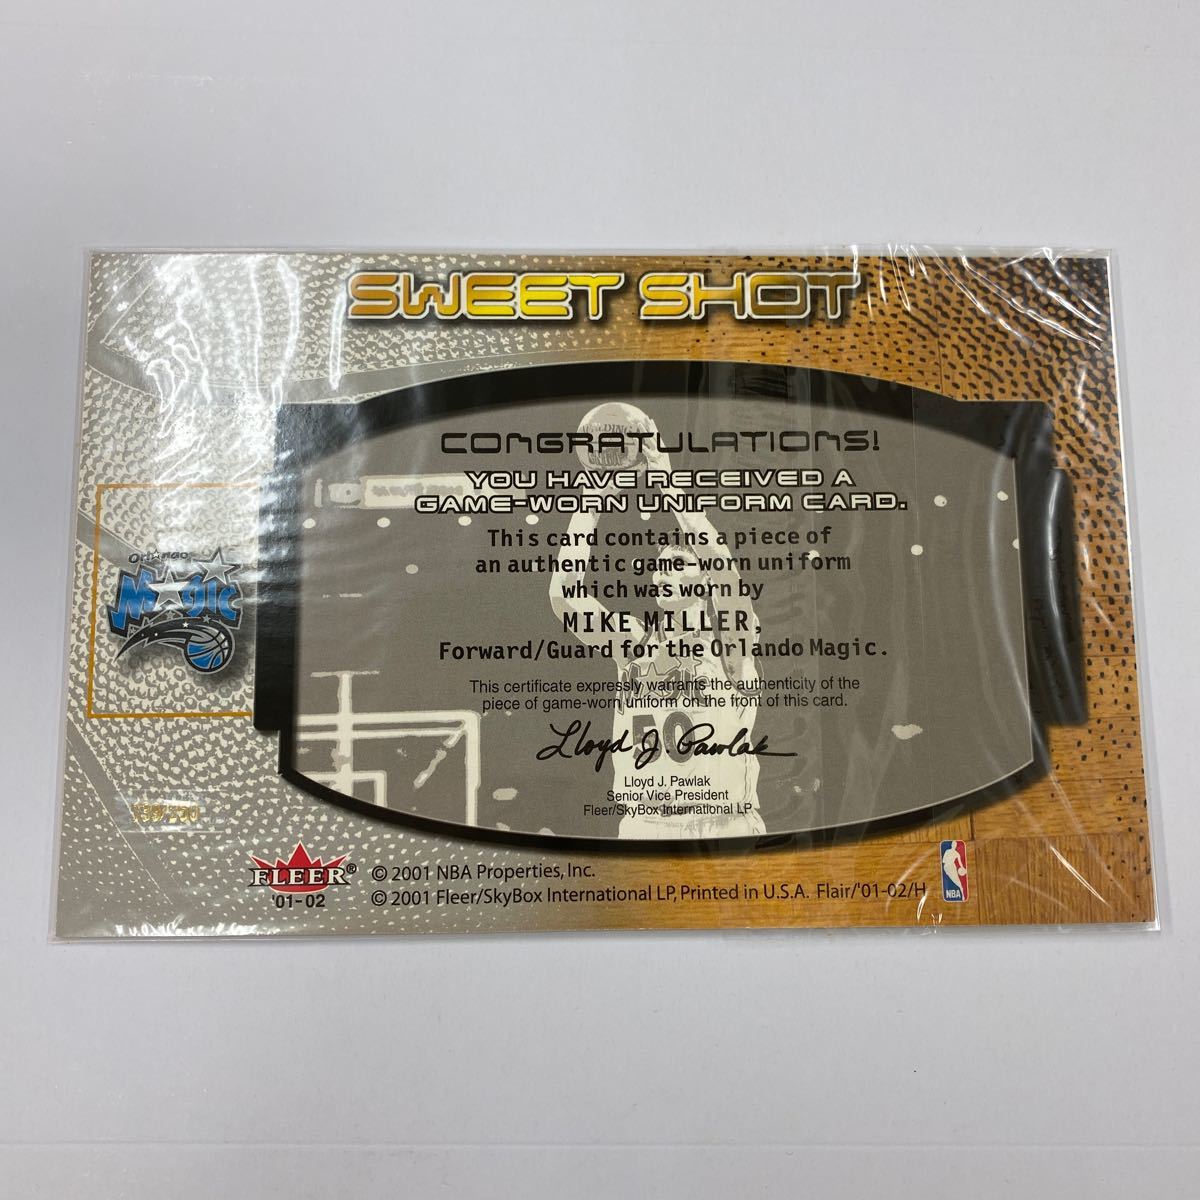 SWEET SHOT
CONGRATULATIONS!
YOU HAVE RECEIVED A
GAME-WORN UNIFORM CARD.
This card contains a piece of
an authentic game-worn uniform
which was worn by
MIKE MILLER,
Forward/Guard for the Orlando Magic.
This certificate expressly warrants the authenticity of the
piece of game-worn uniform on the front of this card.
Lloyd J. Pawlak
Lloyd J. Pawlak
Senior Vice President
Fleer/SkyBox International LP
Orlando
Magic
Magic
50
FLEER®
'01-02
© 2001 NBA Properties, Inc.
© 2001 Fleer/SkyBox International LP, Printed in U.S.A. Flair/'01-02/H
NBA